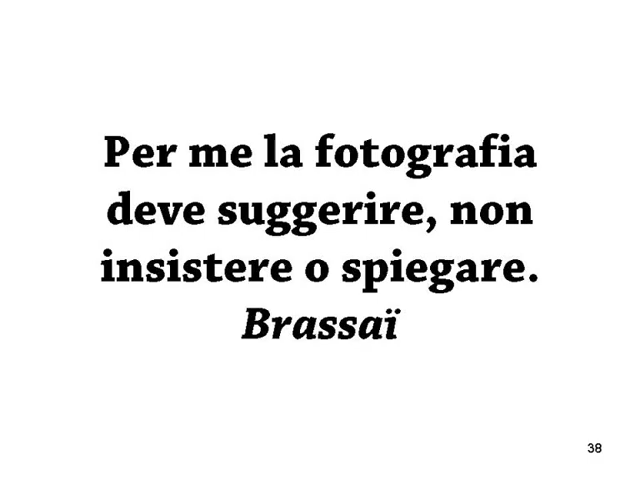 Per me la fotografia
deve suggerire, non
insistere o spiegare.
Brassaï
38